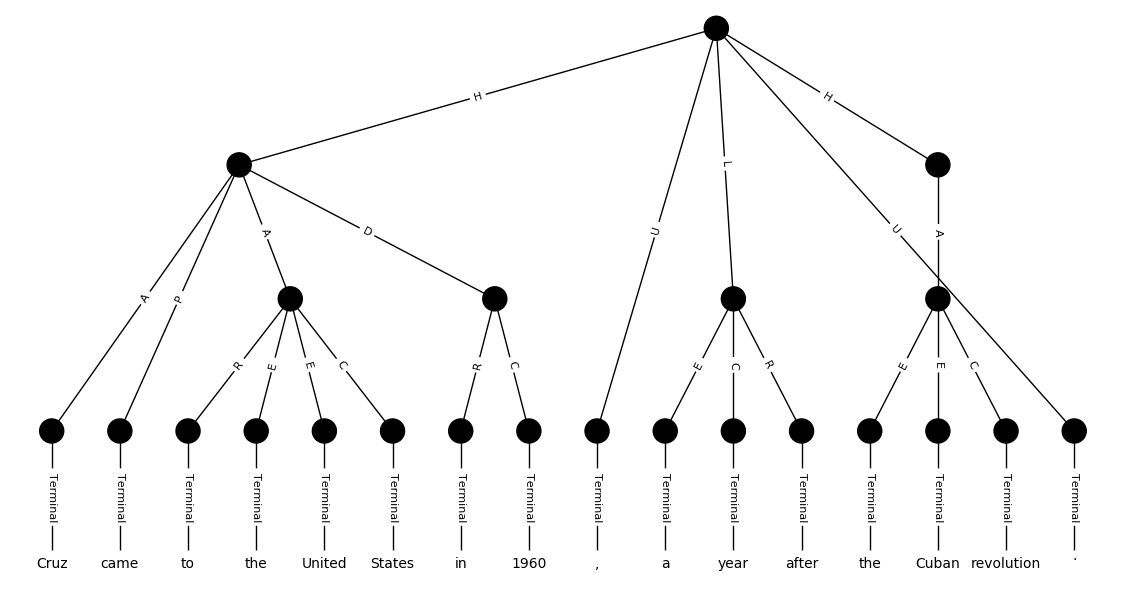 H U L U H
A P A D A
R E E C R C E C R E E C
Terminal Terminal Terminal Terminal Terminal Terminal Terminal Terminal Terminal Terminal Terminal Terminal Terminal Terminal Terminal Terminal
Cruz came to the United States in 1960 , a year after the Cuban revolution .